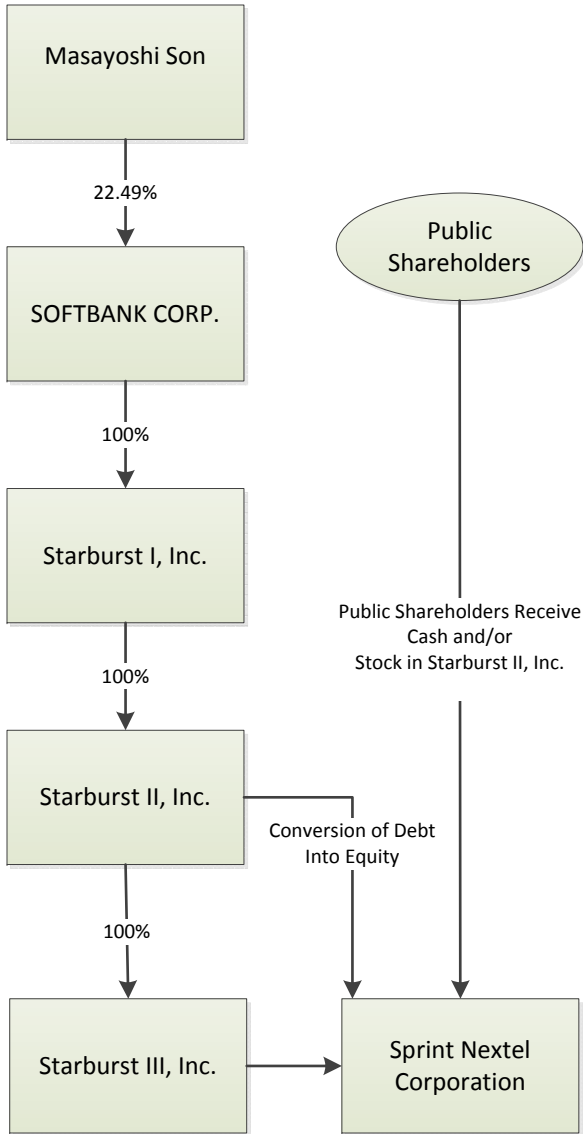 Masayoshi Son
22.49%
Public
Shareholders
SOFTBANK CORP.
100%
Starburst I, Inc.
Public Shareholders Receive
Cash and/or
Stock in Starburst II, Inc.
100%
Starburst II, Inc.
Conversion of Debt
Into Equity
100%
Starburst III, Inc.
Sprint Nextel
Corporation